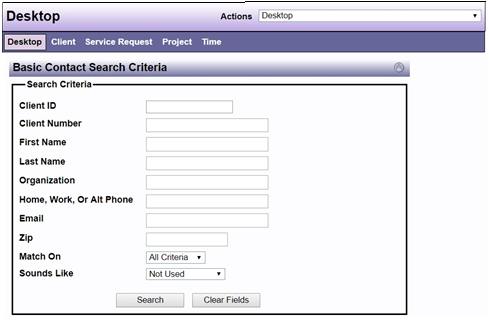 Desktop Actions Desktop
Desktop Client Service Request Project Time
Basic Contact Search Criteria
Search Criteria
Client ID
Client Number
First Name
Last Name
Organization
Home, Work, Or Alt Phone
Email
Zip
Match On All Criteria
Sounds Like Not Used
Search Clear Fields